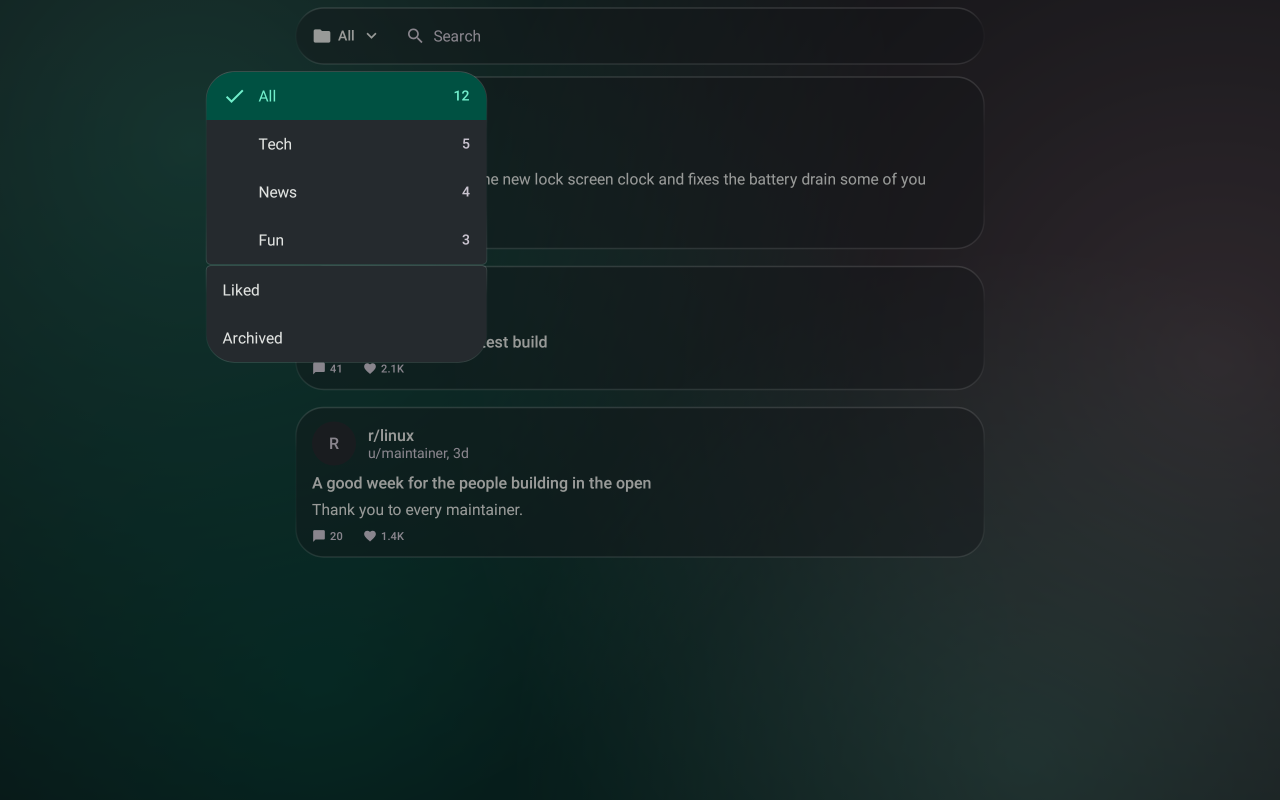 All
Search
All 12
Tech 5
News 4
Fun 3
Liked
Archived
new lock screen clock and fixes the battery drain some of you
build
41 2.1K
R
r/linux
u/maintainer, 3d
A good week for the people building in the open
Thank you to every maintainer.
20 1.4K